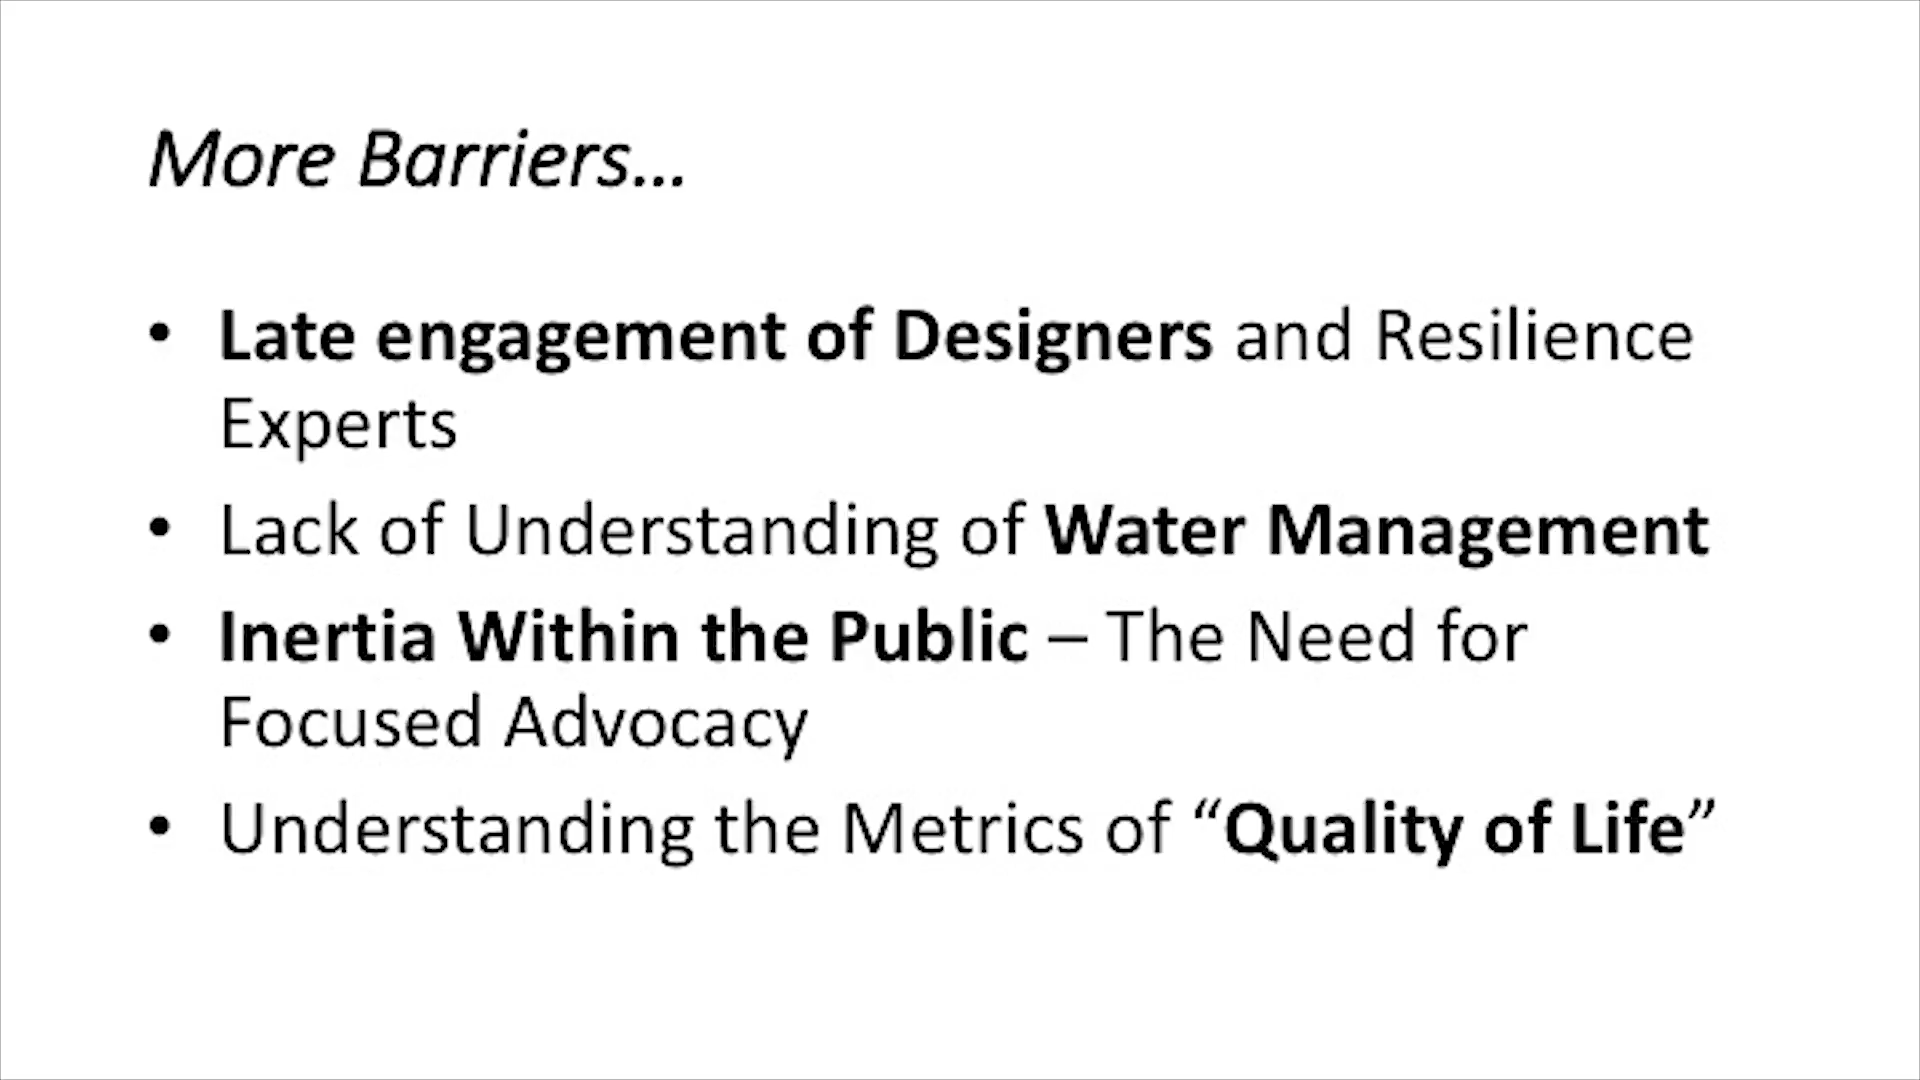 More Barriers...
• Late engagement of Designers and Resilience
Experts
• Lack of Understanding of Water Management
• Inertia Within the Public – The Need for
Focused Advocacy
• Understanding the Metrics of “Quality of Life”